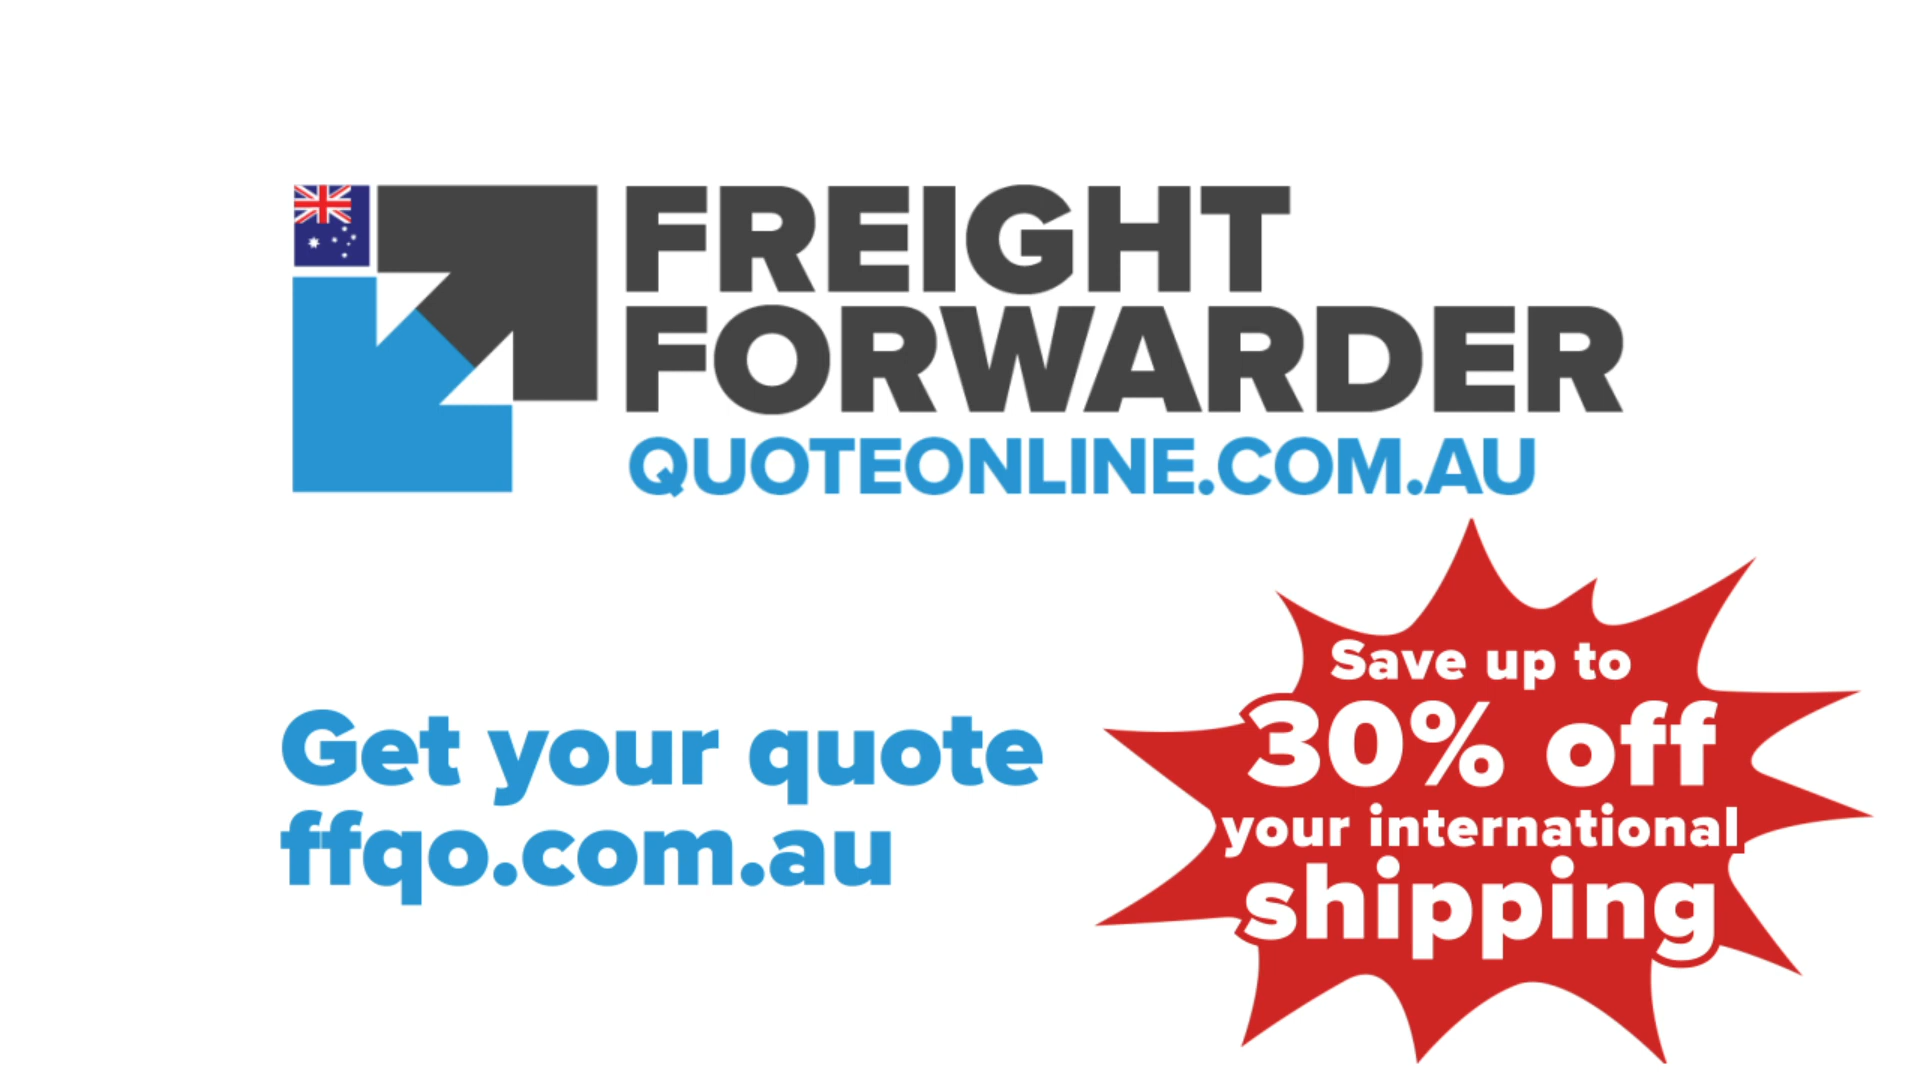 FREIGHT
FORWARDER
QUOTEONLINE.COM.AU
Get your quote
ffqo.com.au
Save up to
30% off
your international
shipping